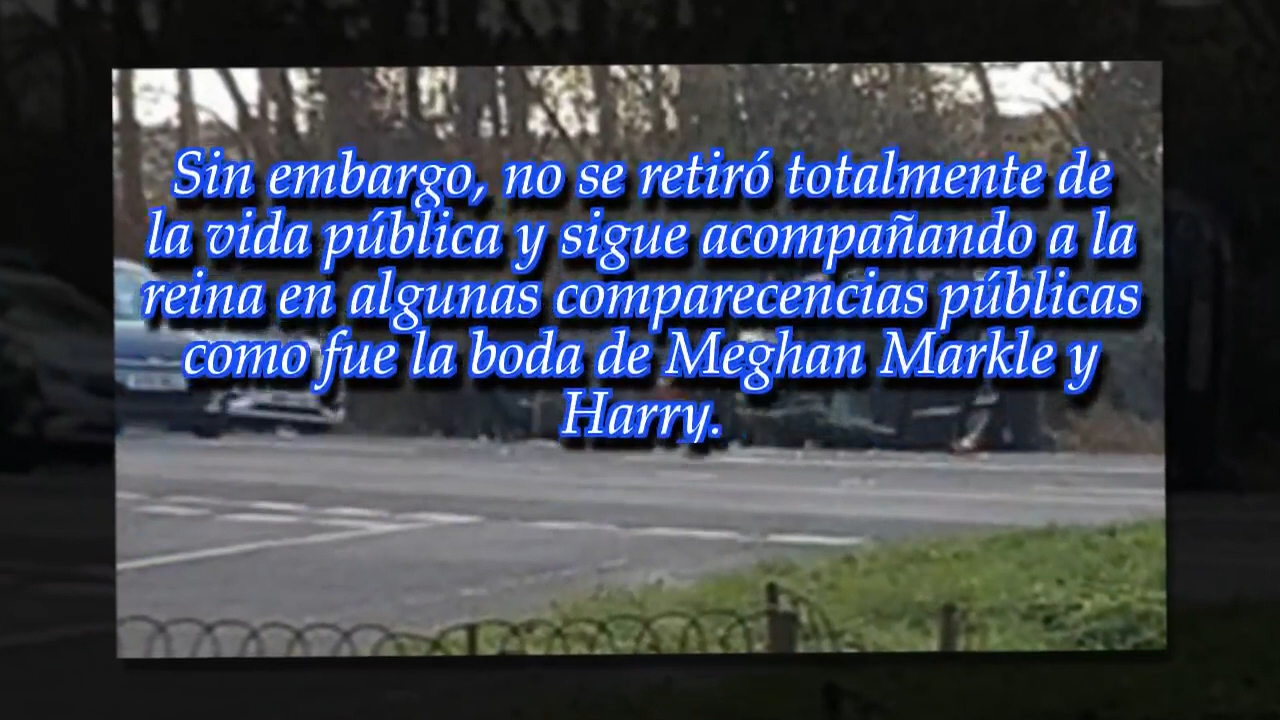 Sin embargo, no se retiró totalmente de
la vida pública y sigue acompañando a la
reina en algunas comparecencias públicas
como fue la boda de Meghan Markle y
Harry.